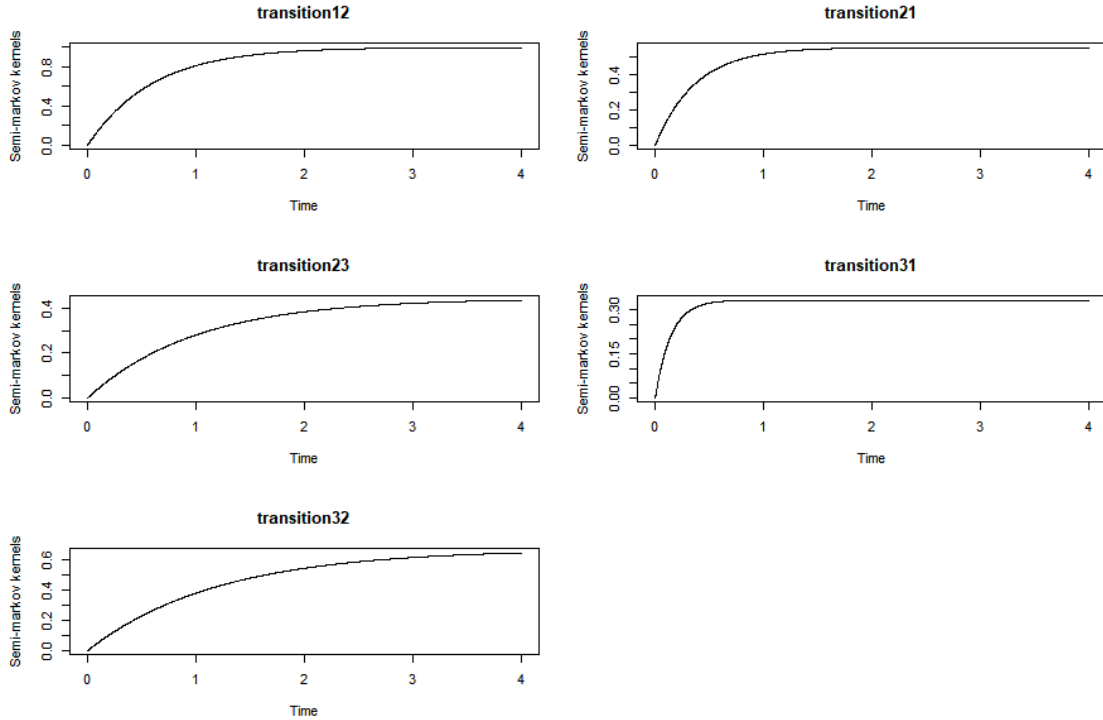 transition12
Semi-markov kernels
0.0 0.4 0.8
0 1 2 3 4
Time
transition21
Semi-markov kernels
0.0 0.2 0.4
0 1 2 3 4
Time
transition23
Semi-markov kernels
0.0 0.2 0.4
0 1 2 3 4
Time
transition31
Semi-markov kernels
0.00 0.15 0.30
0 1 2 3 4
Time
transition32
Semi-markov kernels
0.0 0.2 0.4 0.6
0 1 2 3 4
Time